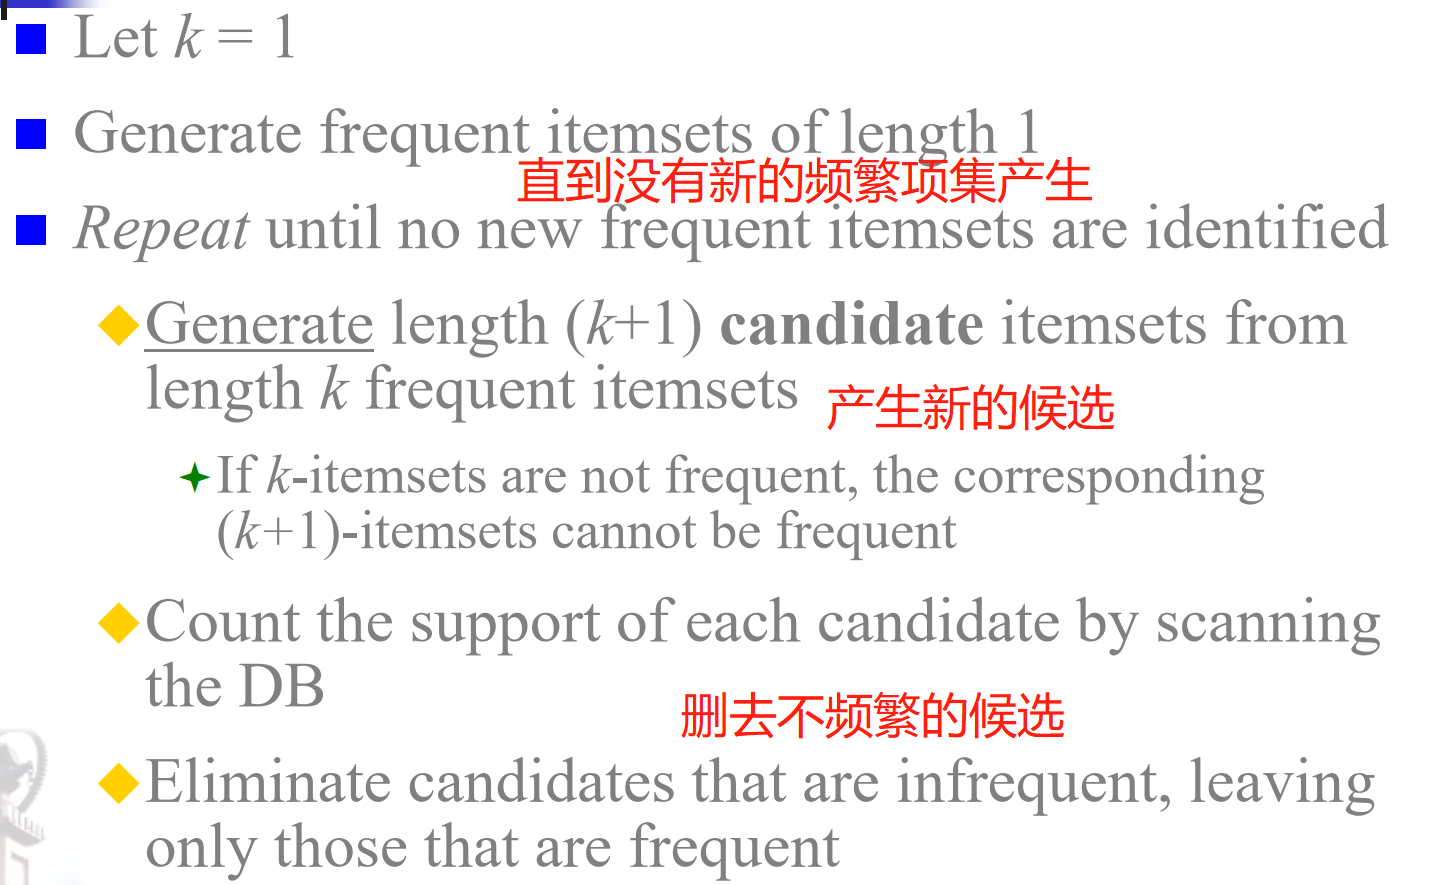 Let k = 1
Generate frequent itemsets of length 1
直到没有新的频繁项集产生
Repeat until no new frequent itemsets are identified
Generate length (k+1) candidate itemsets from
length k frequent itemsets
产生新的候选
If k-itemsets are not frequent, the corresponding
(k+1)-itemsets cannot be frequent
Count the support of each candidate by scanning
the DB
删去不频繁的候选
Eliminate candidates that are infrequent, leaving
only those that are frequent